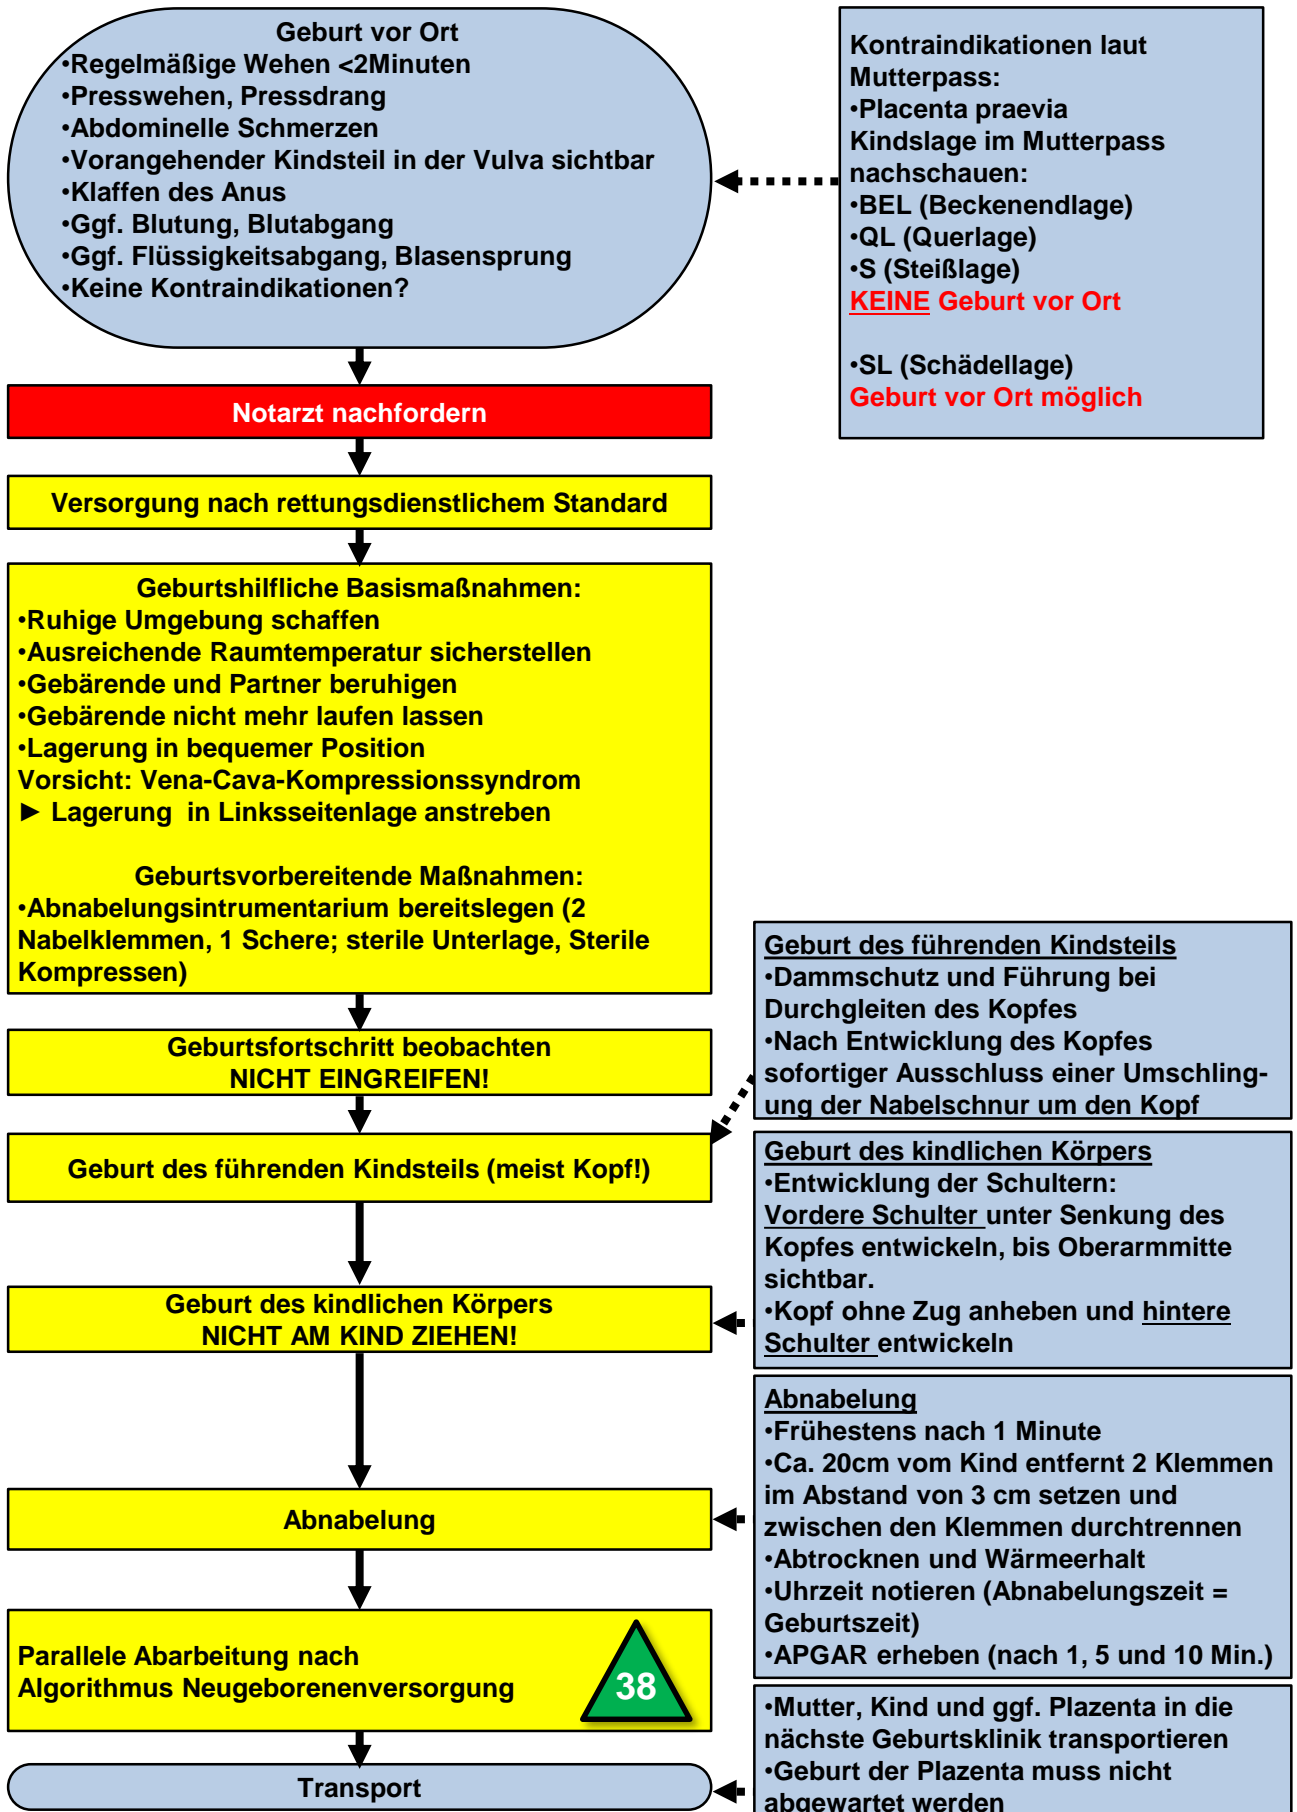 Geburt vor Ort
•Regelmäßige Wehen <2Minuten
•Presswehen, Pressdrang
•Abdominelle Schmerzen
•Vorangehender Kindsteil in der Vulva sichtbar
•Klaffen des Anus
•Ggf. Blutung, Blutabgang
•Ggf. Flüssigkeitsabgang, Blasensprung
•Keine Kontraindikationen?
Kontraindikationen laut
Mutterpass:
•Placenta praevia
Kindslage im Mutterpass
nachschauen:
•BEL (Beckenendlage)
•QL (Querlage)
•S (Steißlage)
KEINE Geburt vor Ort
•SL (Schädellage)
Geburt vor Ort möglich
Notarzt nachfordern
Versorgung nach rettungsdienstlichem Standard
Geburtshilfliche Basismaßnahmen:
•Ruhige Umgebung schaffen
•Ausreichende Raumtemperatur sicherstellen
•Gebärende und Partner beruhigen
•Gebärende nicht mehr laufen lassen
•Lagerung in bequemer Position
Vorsicht: Vena-Cava-Kompressionssyndrom
► Lagerung  in Linksseitenlage anstreben
Geburtsvorbereitende Maßnahmen:
•Abnabelungsintrumentarium bereitslegen (2
Nabelklemmen, 1 Schere; sterile Unterlage, Sterile
Kompressen)
Geburtsfortschritt beobachten
NICHT EINGREIFEN!
Geburt des führenden Kindsteils
•Dammschutz und Führung bei
Durchgleiten des Kopfes
•Nach Entwicklung des Kopfes
sofortiger Ausschluss einer Umschling-
ung der Nabelschnur um den Kopf
Geburt des führenden Kindsteils (meist Kopf!)
Geburt des kindlichen Körpers
•Entwicklung der Schultern:
Vordere Schulter unter Senkung des
Kopfes entwickeln, bis Oberarmmitte
sichtbar.
•Kopf ohne Zug anheben und hintere
Schulter entwickeln
Geburt des kindlichen Körpers
NICHT AM KIND ZIEHEN!
Abnabelung
•Frühestens nach 1 Minute
•Ca. 20cm vom Kind entfernt 2 Klemmen
im Abstand von 3 cm setzen und
zwischen den Klemmen durchtrennen
•Abtrocknen und Wärmeerhalt
•Uhrzeit notieren (Abnabelungszeit =
Geburtszeit)
•APGAR erheben (nach 1, 5 und 10 Min.)
Abnabelung
Parallele Abarbeitung nach
Algorithmus Neugeborenenversorgung
38
•Mutter, Kind und ggf. Plazenta in die
nächste Geburtsklinik transportieren
•Geburt der Plazenta muss nicht
abgewartet werden
Transport